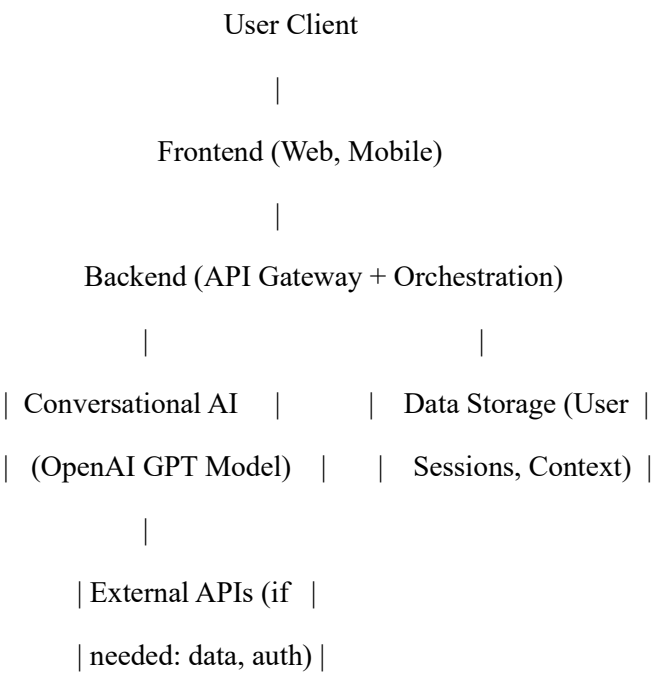 User Client
|
Frontend (Web, Mobile)
|
Backend (API Gateway + Orchestration)
| |
| Conversational AI | | Data Storage (User |
| (OpenAI GPT Model) | | Sessions, Context) |
|
| External APIs (if |
| needed: data, auth) |